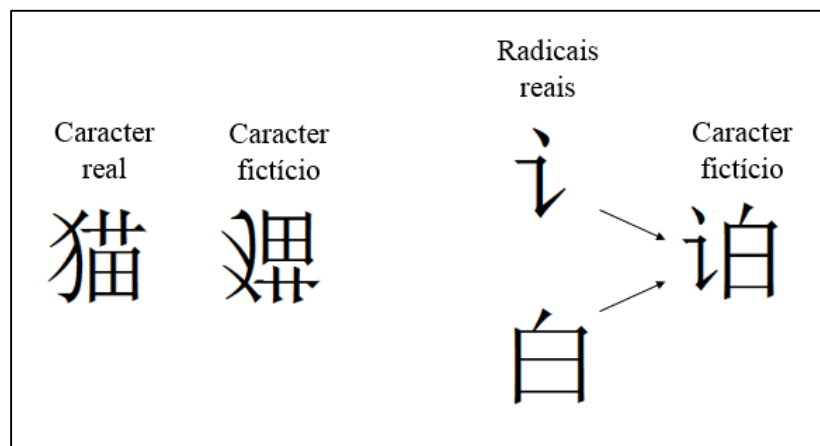 Caracter
real
猫
Caracter
fictício
Radicais
reais
讠
白
Caracter
fictício